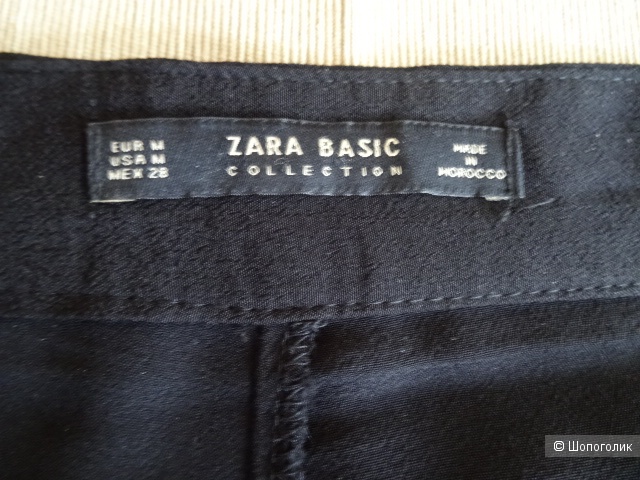 EUR M
USA M
MEX 28
ZARA BASIC
COLLECTION
MADE
IN
MOROCCO
© Шопоголик